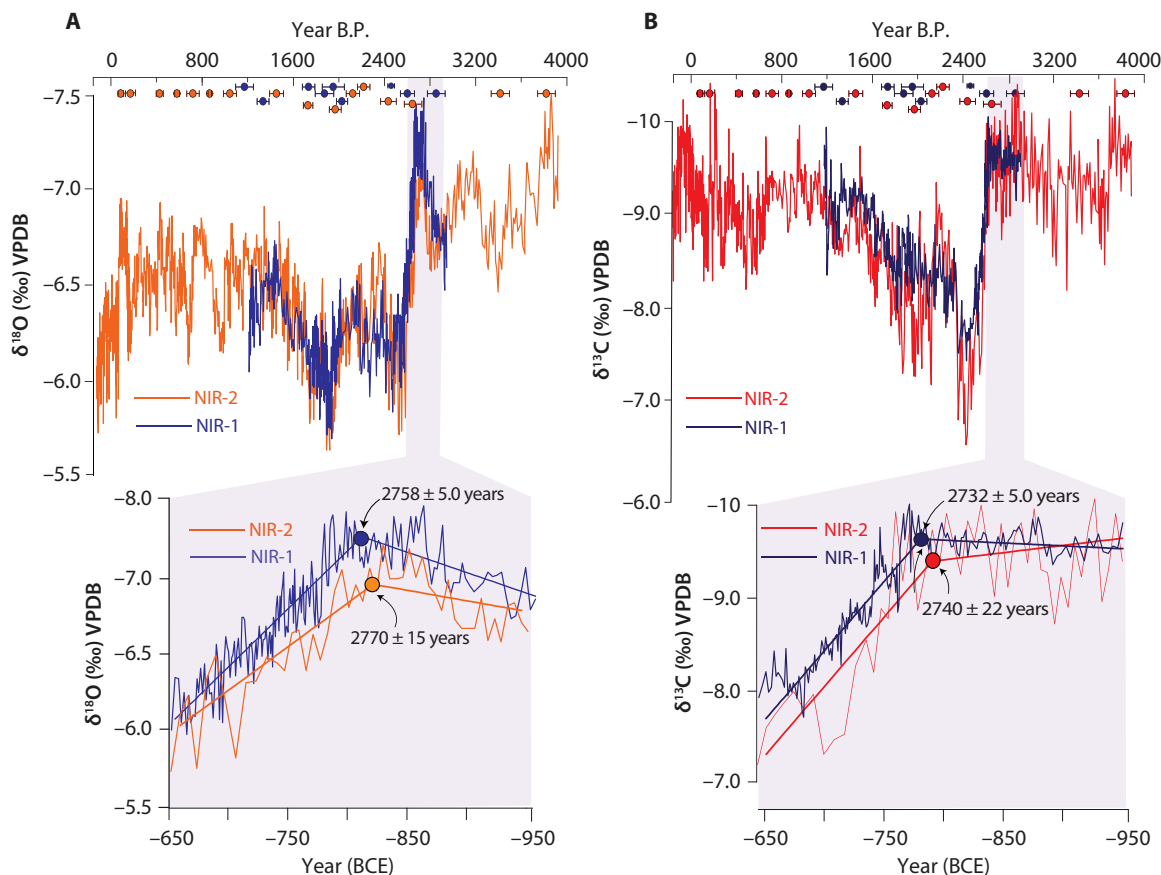 A
Year B.P.
0 800 1600 2400 3200 4000
−7.5
−7.0
−6.5
−6.0
−5.5
δ¹⁸O (‰) VPDB
NIR-2
NIR-1
−8.0
−7.0
−6.5
−6.0
−5.5
δ¹⁸O (‰) VPDB
NIR-2
NIR-1
2758 ± 5.0 years
2770 ± 15 years
−650 −750 −850 −950
Year (BCE)
B
Year B.P.
0 800 1600 2400 3200 4000
−10
−9.0
−8.0
−7.0
−6.0
δ¹³C (‰) VPDB
NIR-2
NIR-1
−10
−9.0
−8.0
−7.0
δ¹³C (‰) VPDB
NIR-2
NIR-1
2732 ± 5.0 years
2740 ± 22 years
−650 −750 −850 −950
Year (BCE)